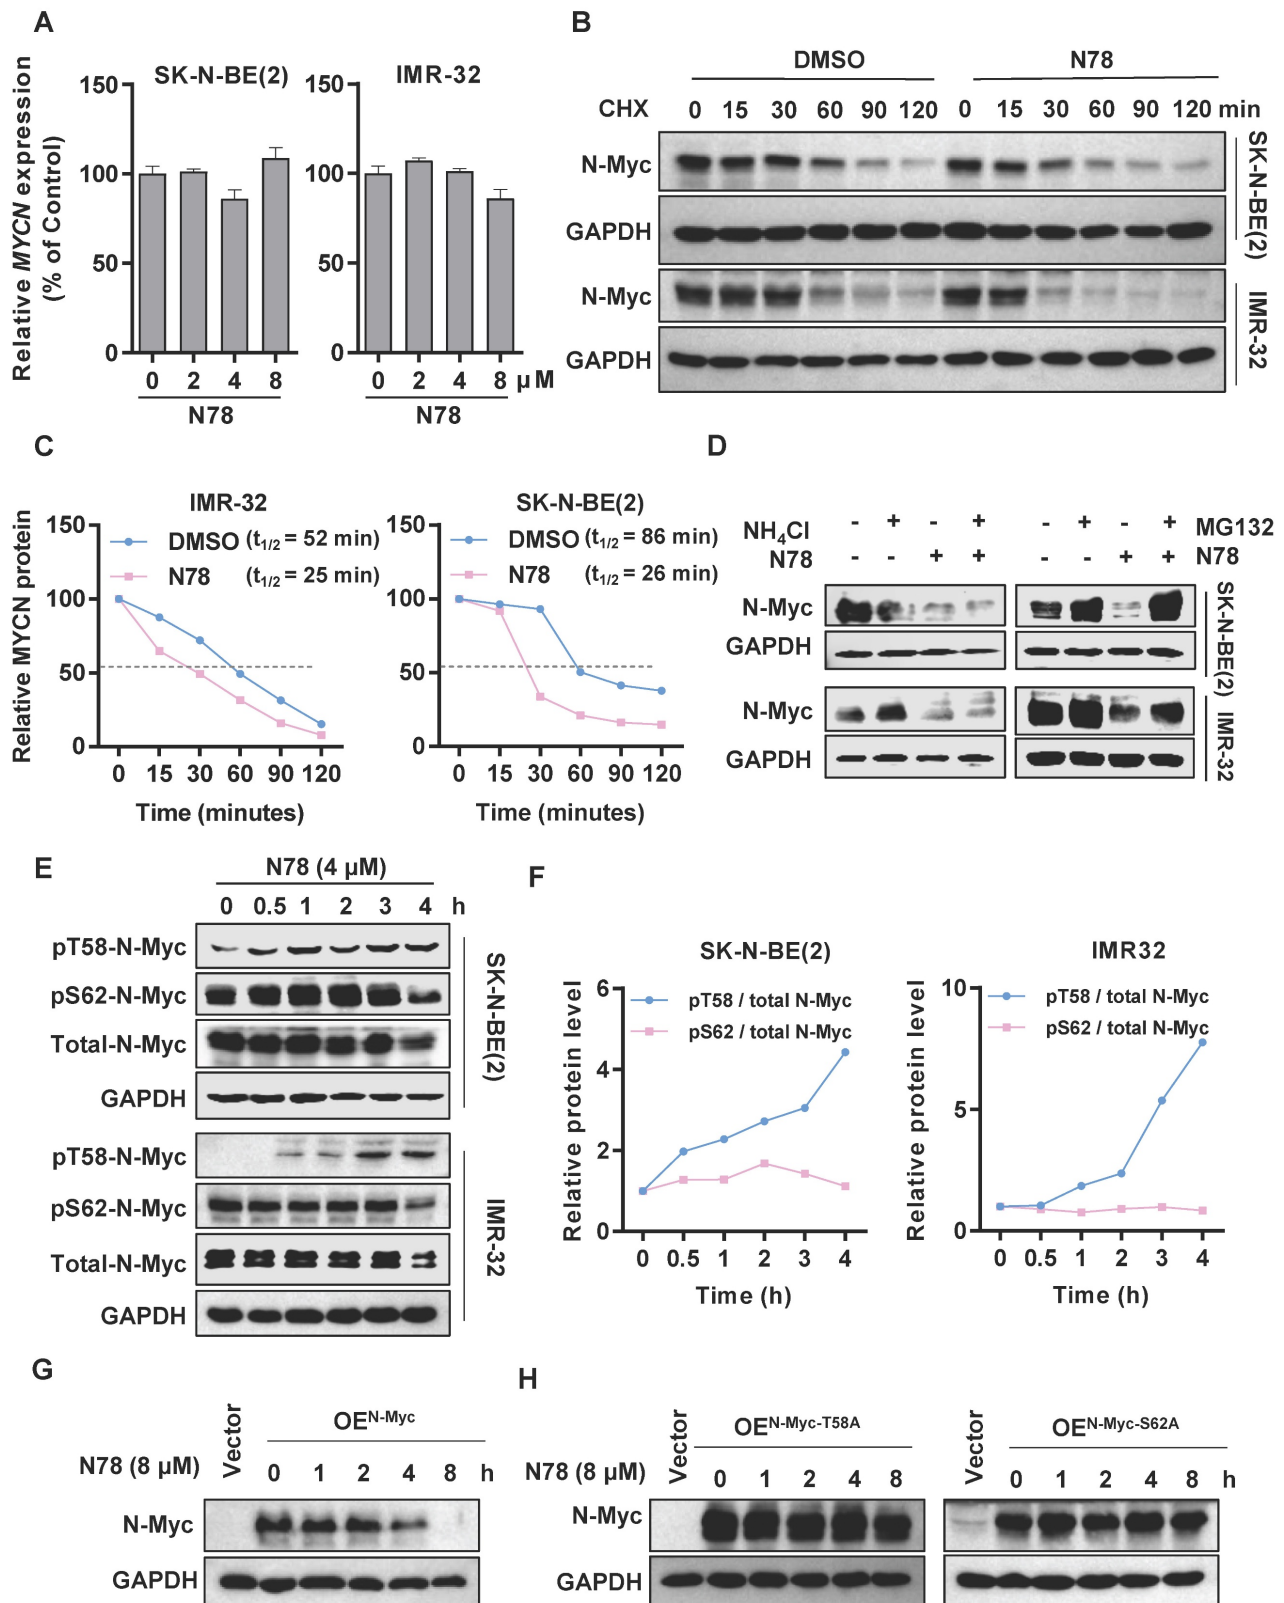 A
SK-N-BE(2)
IMR-32
Relative MYCN expression
(% of Control)
150
100
50
0
0 2 4 8
N78
150
100
50
0
0 2 4 8 µM
N78
B
DMSO N78
CHX 0 15 30 60 90 120 0 15 30 60 90 120 min
N-Myc
GAPDH
SK-N-BE(2)
N-Myc
GAPDH
IMR-32
C
IMR-32
Relative MYCN protein
150
100
50
0
DMSO (t1/2 = 52 min)
N78 (t1/2 = 25 min)
0 15 30 60 90 120
Time (minutes)
SK-N-BE(2)
150
100
50
0
DMSO (t1/2 = 86 min)
N78 (t1/2 = 26 min)
0 15 30 60 90 120
Time (minutes)
D
NH4Cl - + - +
N78 - - + +
- + - + MG132
- - + + N78
N-Myc
GAPDH
SK-N-BE(2)
N-Myc
GAPDH
IMR-32
E
N78 (4 µM)
0 0.5 1 2 3 4 h
pT58-N-Myc
pS62-N-Myc
Total-N-Myc
GAPDH
SK-N-BE(2)
pT58-N-Myc
pS62-N-Myc
Total-N-Myc
GAPDH
IMR-32
F
SK-N-BE(2)
Relative protein level
6
4
2
0
pT58 / total N-Myc
pS62 / total N-Myc
0 0.5 1 2 3 4
Time (h)
IMR32
Relative protein level
10
5
0
pT58 / total N-Myc
pS62 / total N-Myc
0 0.5 1 2 3 4
Time (h)
G
Vector
OEN-Myc
N78 (8 µM) 0 1 2 4 8 h
N-Myc
GAPDH
H
Vector
OEN-Myc-T58A
N78 (8 µM) 0 1 2 4 8
Vector
OEN-Myc-S62A
0 1 2 4 8 h
N-Myc
GAPDH